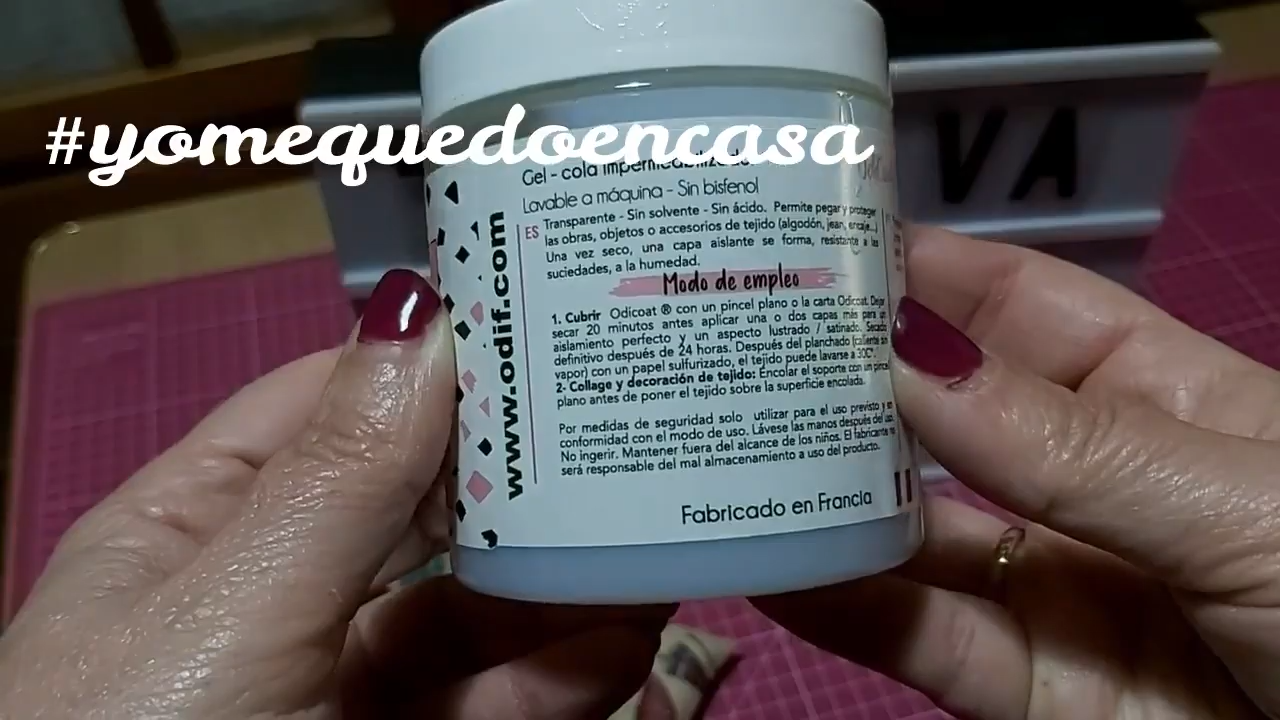 #yomequedoencasa
VA
Gel - cola impermeabilizado
Lavable a máquina - Sin bisfenol
ES Transparente - Sin solvente - Sin ácido. Permite pegar y proteger
las obras, objetos o accesorios de tejido (algodón, jean, encaje...)
Una vez seco, una capa aislante se forma, resistante a las
suciedades, a la humedad.
Modo de empleo
1. Cubrir Odicoat ® con un pincel plano o la carta Odicoat. Dejar
secar 20 minutos antes aplicar una o dos capas más para un
aislamiento perfecto y un aspecto lustrado / satinado. Secado
definitivo después de 24 horas. Después del planchado (caliente sin
vapor) con un papel sulfurizado, el tejido puede lavarse a 30C°.
2- Collage y decoración de tejido: Encolar el soporte con un pincel
plano antes de poner el tejido sobre la superficie encolada.
Por medidas de seguridad solo utilizar para el uso previsto y en
conformidad con el modo de uso. Lávese las manos después del uso.
No ingerir. Mantener fuera del alcance de los niños. El fabricante no
será responsable del mal almacenamiento a uso del producto.
Fabricado en Francia
www.odif.com